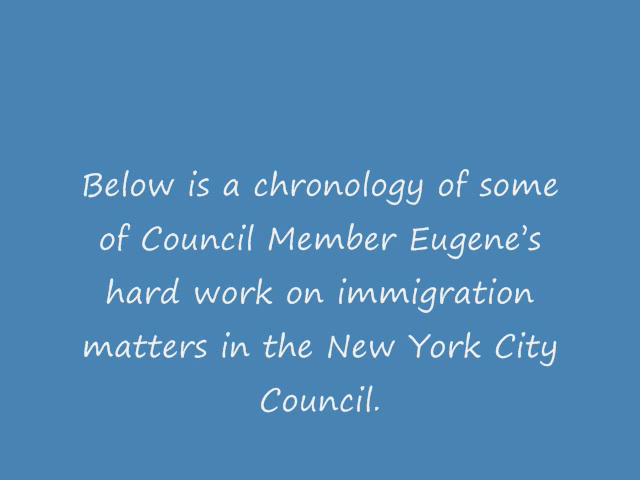 Below is a chronology of some
of Council Member Eugene’s
hard work on immigration
matters in the New York City
Council.